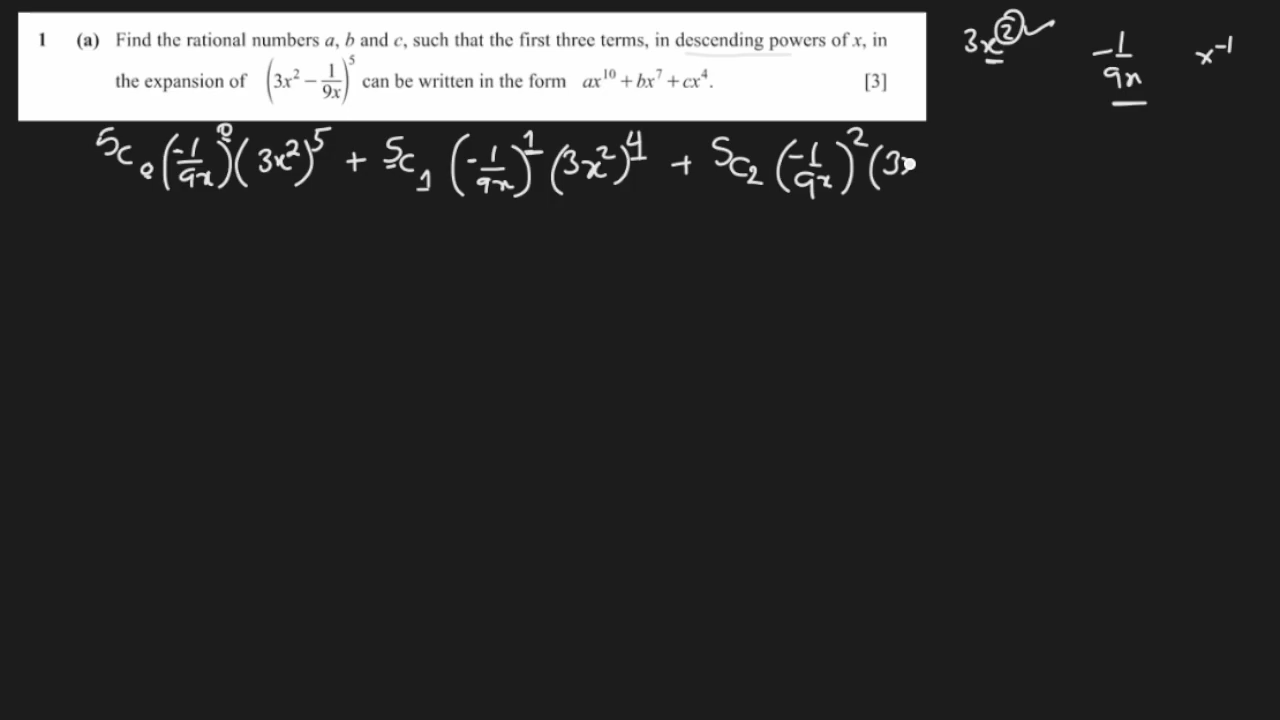 1 (a) Find the rational numbers a, b and c, such that the first three terms, in descending powers of x, in
the expansion of (3x² − 1/9x)⁵ can be written in the form ax¹⁰ + bx⁷ + cx⁴. [3]
3x² -1/9x x⁻¹
5C₀ (-1/9x)⁰ (3x²)⁵ + 5C₁ (-1/9x)¹ (3x²)⁴ + 5C₂ (-1/9x)² (3x